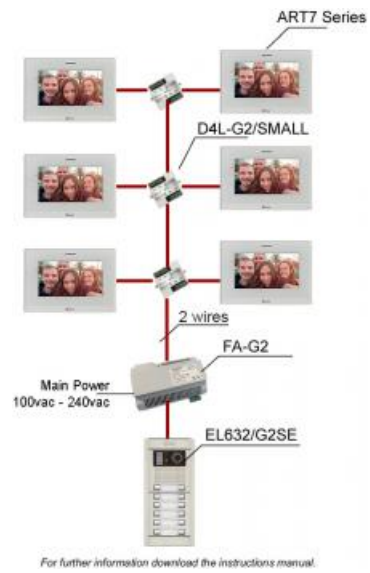 ART7 Series
D4L-G2/SMALL
2 wires
FA-G2
Main Power
100vac - 240vac
EL632/G2SE
For further information download the instructions manual.